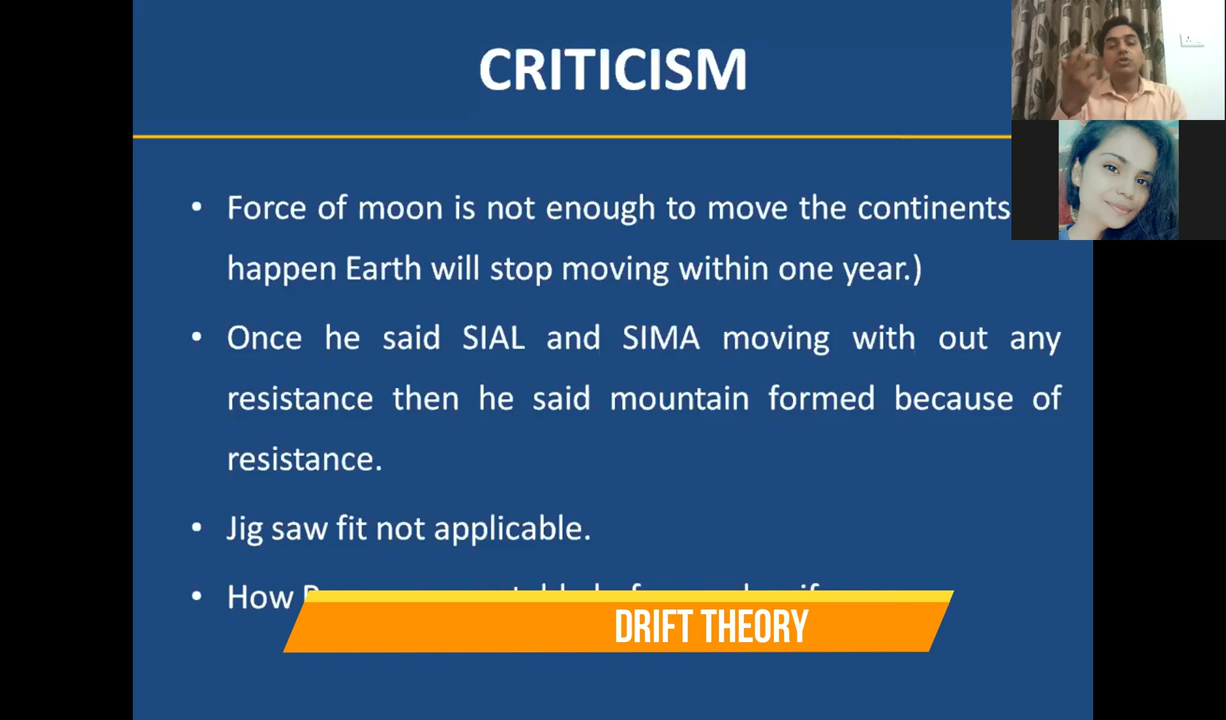 CRITICISM
• Force of moon is not enough to move the continents
happen Earth will stop moving within one year.)
• Once he said SIAL and SIMA moving with out any
resistance then he said mountain formed because of
resistance.
• Jig saw fit not applicable.
• How
DRIFT THEORY